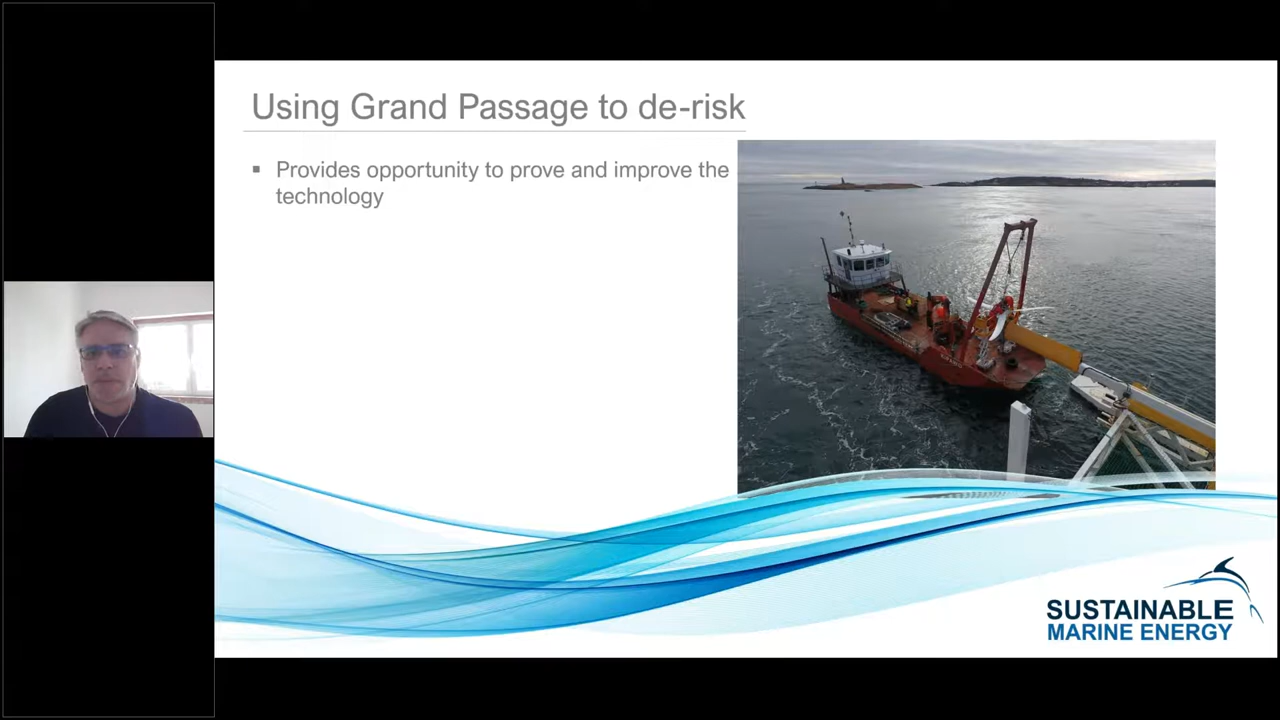 Using Grand Passage to de-risk
▪ Provides opportunity to prove and improve the
technology
SUSTAINABLE
MARINE ENERGY